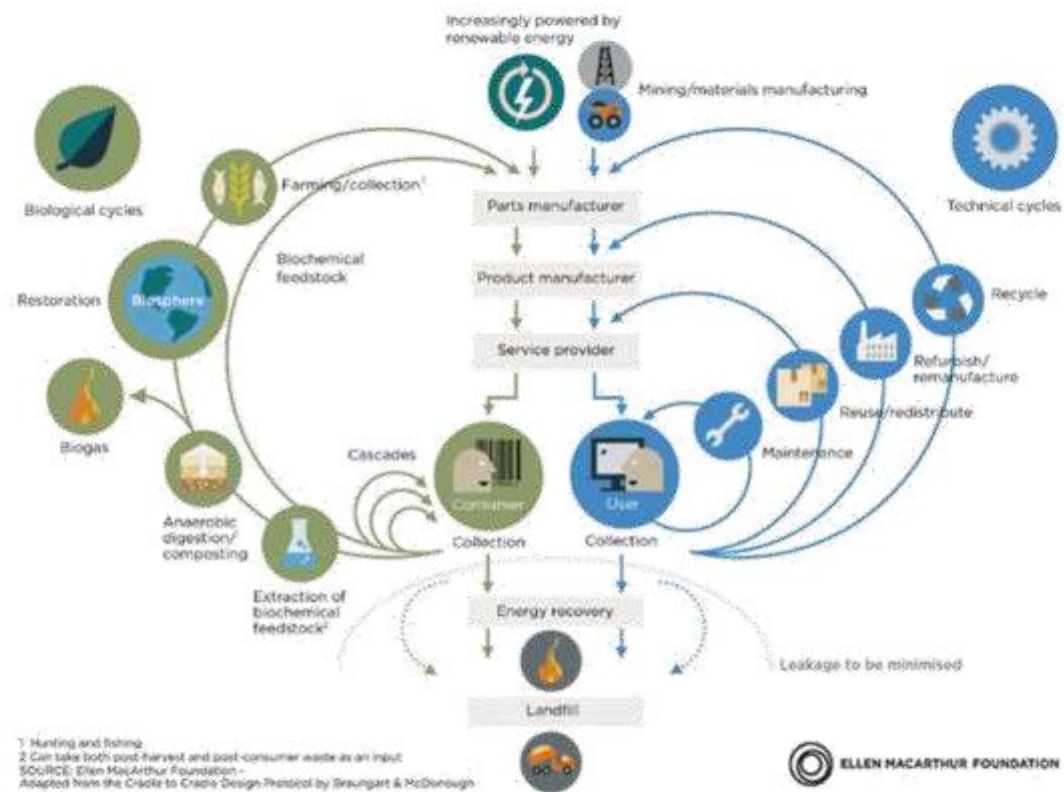 Increasingly powered by
renewable energy
Mining/materials manufacturing
Biological cycles
Technical cycles
Farming/collection¹
Parts manufacturer
Biochemical
feedstock
Product manufacturer
Restoration
Biosphere
Recycle
Service provider
Refurbish/
remanufacture
Reuse/redistribute
Biogas
Cascades
Maintenance
Consumer
User
Anaerobic
digestion/
composting
Collection
Collection
Extraction of
biochemical
feedstock²
Energy recovery
Leakage to be minimised
Landfill
1 Hunting and fishing
2 Can take both post-harvest and post-consumer waste as an input
SOURCE: Ellen MacArthur Foundation -
Adapted from the Cradle to Cradle Design Protocol by Braungart & McDonough
ELLEN MACARTHUR FOUNDATION